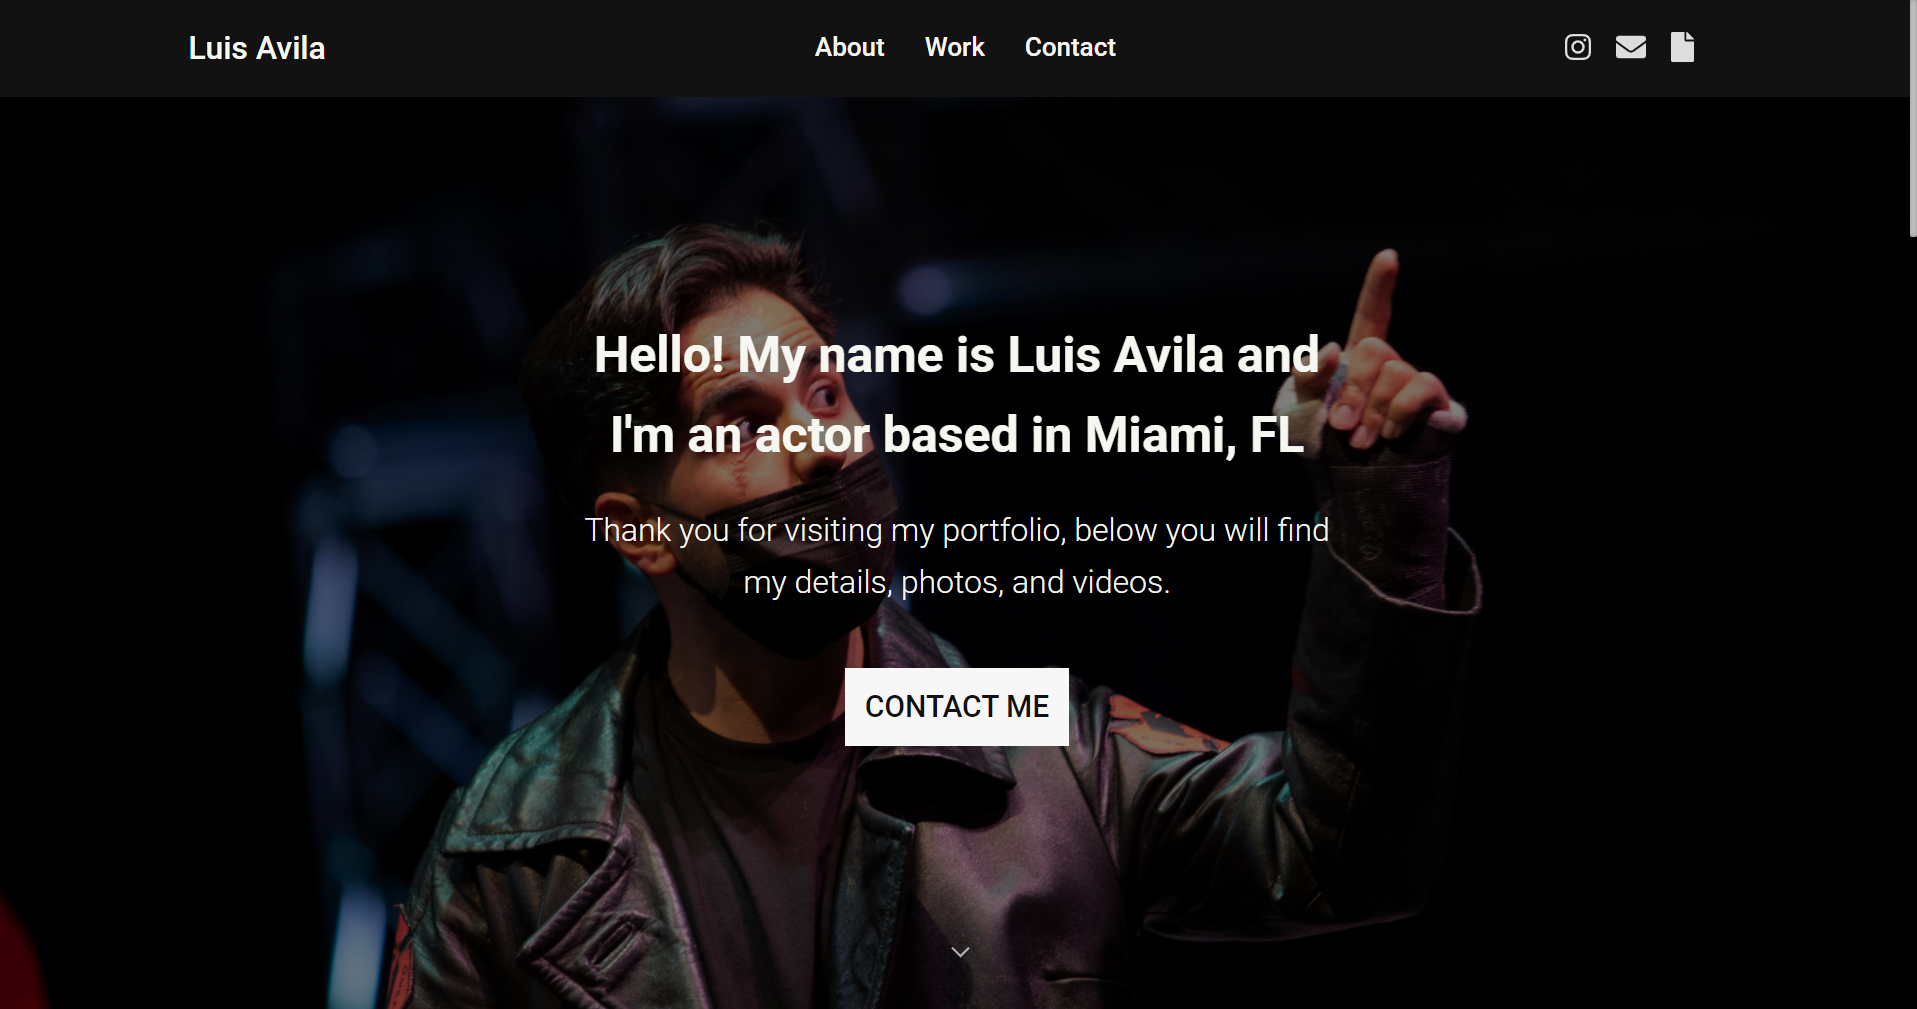 Luis Avila
About Work Contact
Hello! My name is Luis Avila and
I'm an actor based in Miami, FL
Thank you for visiting my portfolio, below you will find
my details, photos, and videos.
CONTACT ME